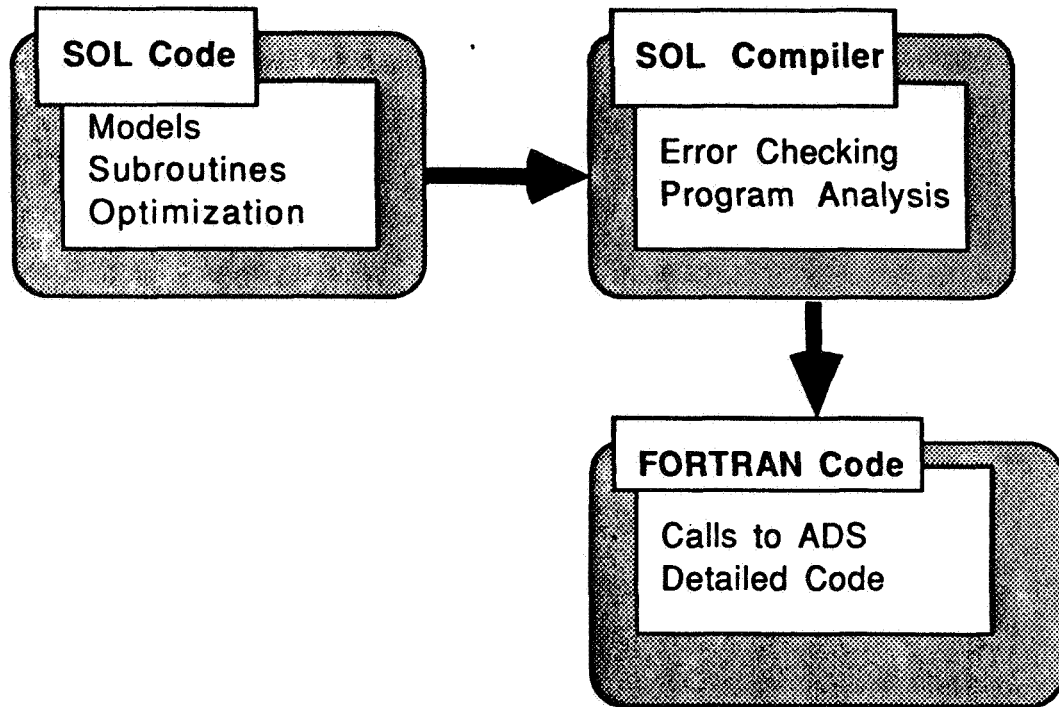 SOL Code
Models
Subroutines
Optimization
SOL Compiler
Error Checking
Program Analysis
FORTRAN Code
Calls to ADS
Detailed Code